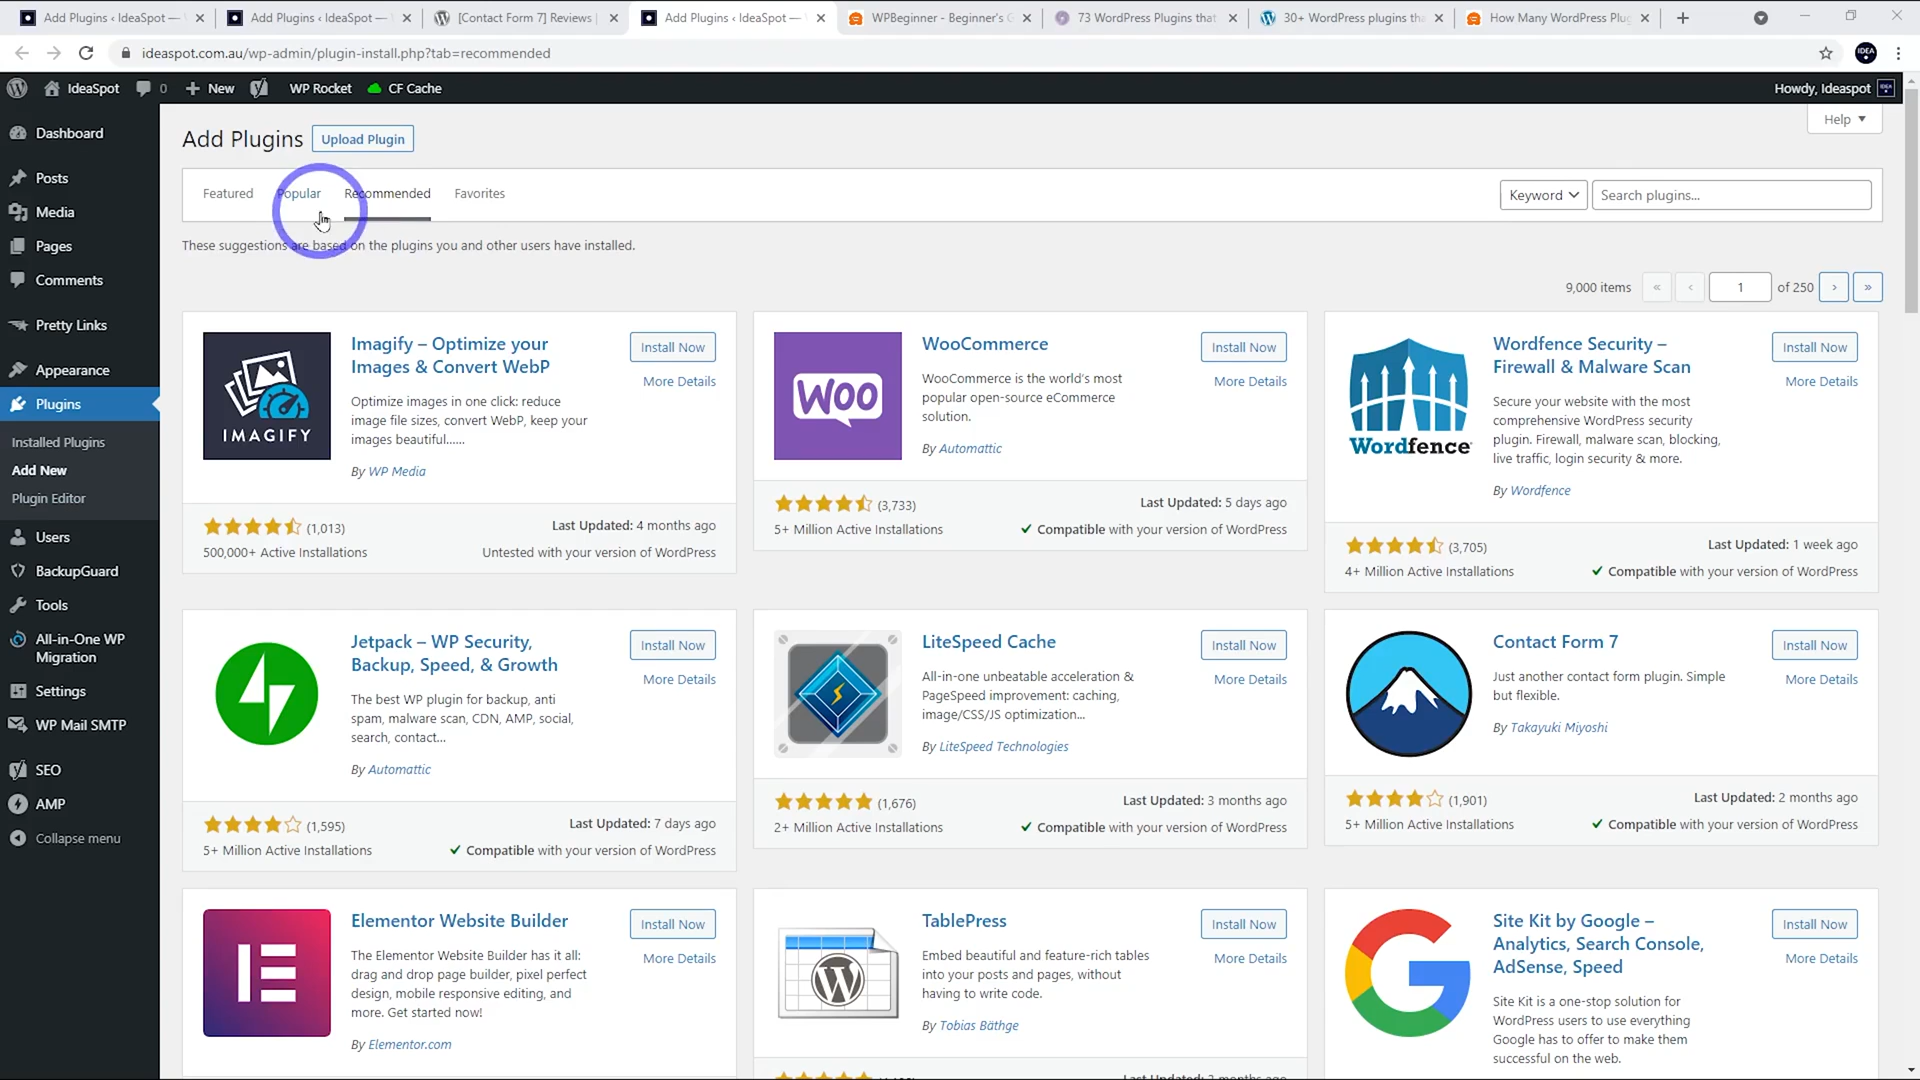 Add Plugins ‹ IdeaSpot —
Add Plugins ‹ IdeaSpot —
[Contact Form 7] Reviews
Add Plugins ‹ IdeaSpot —
WPBeginner - Beginner's
73 WordPress Plugins that
30+ WordPress plugins
How Many WordPress
ideaspot.com.au/wp-admin/plugin-install.php?tab=recommended
IDEA
IdeaSpot
0
New
WP Rocket
CF Cache
Howdy, Ideaspot
Dashboard
Posts
Media
Pages
Comments
Pretty Links
Appearance
Plugins
Installed Plugins
Add New
Plugin Editor
Users
BackupGuard
Tools
All-in-One WP
Migration
Settings
WP Mail SMTP
SEO
AMP
Collapse menu
Help
Add Plugins
Upload Plugin
Featured
Popular
Recommended
Favorites
Keyword
Search plugins...
These suggestions are based on the plugins you and other users have installed.
9,000 items
«
‹
1
of 250
›
»
IMAGIFY
Imagify – Optimize your
Images & Convert WebP
Install Now
More Details
Optimize images in one click: reduce
image file sizes, convert WebP, keep your
images beautiful......
By WP Media
(1,013)
Last Updated: 4 months ago
500,000+ Active Installations
Untested with your version of WordPress
WOO
WooCommerce
Install Now
More Details
WooCommerce is the world's most
popular open-source eCommerce
solution.
By Automattic
(3,733)
Last Updated: 5 days ago
5+ Million Active Installations
Compatible with your version of WordPress
Wordfence
Wordfence Security –
Firewall & Malware Scan
Install Now
More Details
Secure your website with the most
comprehensive WordPress security
plugin. Firewall, malware scan, blocking,
live traffic, login security & more.
By Wordfence
(3,705)
Last Updated: 1 week ago
4+ Million Active Installations
Compatible with your version of WordPress
Jetpack – WP Security,
Backup, Speed, & Growth
Install Now
More Details
The best WP plugin for backup, anti
spam, malware scan, CDN, AMP, social,
search, contact...
By Automattic
(1,595)
Last Updated: 7 days ago
5+ Million Active Installations
Compatible with your version of WordPress
LiteSpeed Cache
Install Now
More Details
All-in-one unbeatable acceleration &
PageSpeed improvement: caching,
image/CSS/JS optimization...
By LiteSpeed Technologies
(1,676)
Last Updated: 3 months ago
2+ Million Active Installations
Compatible with your version of WordPress
Contact Form 7
Install Now
More Details
Just another contact form plugin. Simple
but flexible.
By Takayuki Miyoshi
(1,901)
Last Updated: 2 months ago
5+ Million Active Installations
Compatible with your version of WordPress
Elementor Website Builder
Install Now
More Details
The Elementor Website Builder has it all:
drag and drop page builder, pixel perfect
design, mobile responsive editing, and
more. Get started now!
By Elementor.com
TablePress
Install Now
More Details
Embed beautiful and feature-rich tables
into your posts and pages, without
having to write code.
By Tobias Bäthge
Site Kit by Google –
Analytics, Search Console,
AdSense, Speed
Install Now
More Details
Site Kit is a one-stop solution for
WordPress users to use everything
Google has to offer to make them
successful on the web.